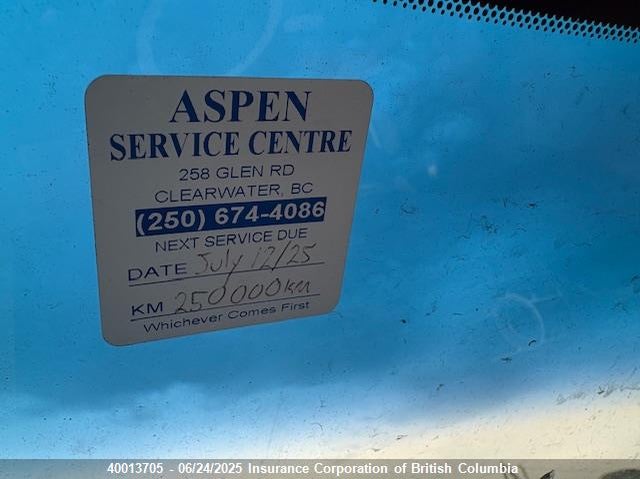 ASPEN
SERVICE CENTRE
258 GLEN RD
CLEARWATER, BC
(250) 674-4086
NEXT SERVICE DUE
DATE July 12/25
KM 250000km
Whichever Comes First
40013705 - 06/24/2025 Insurance Corporation of British Columbia